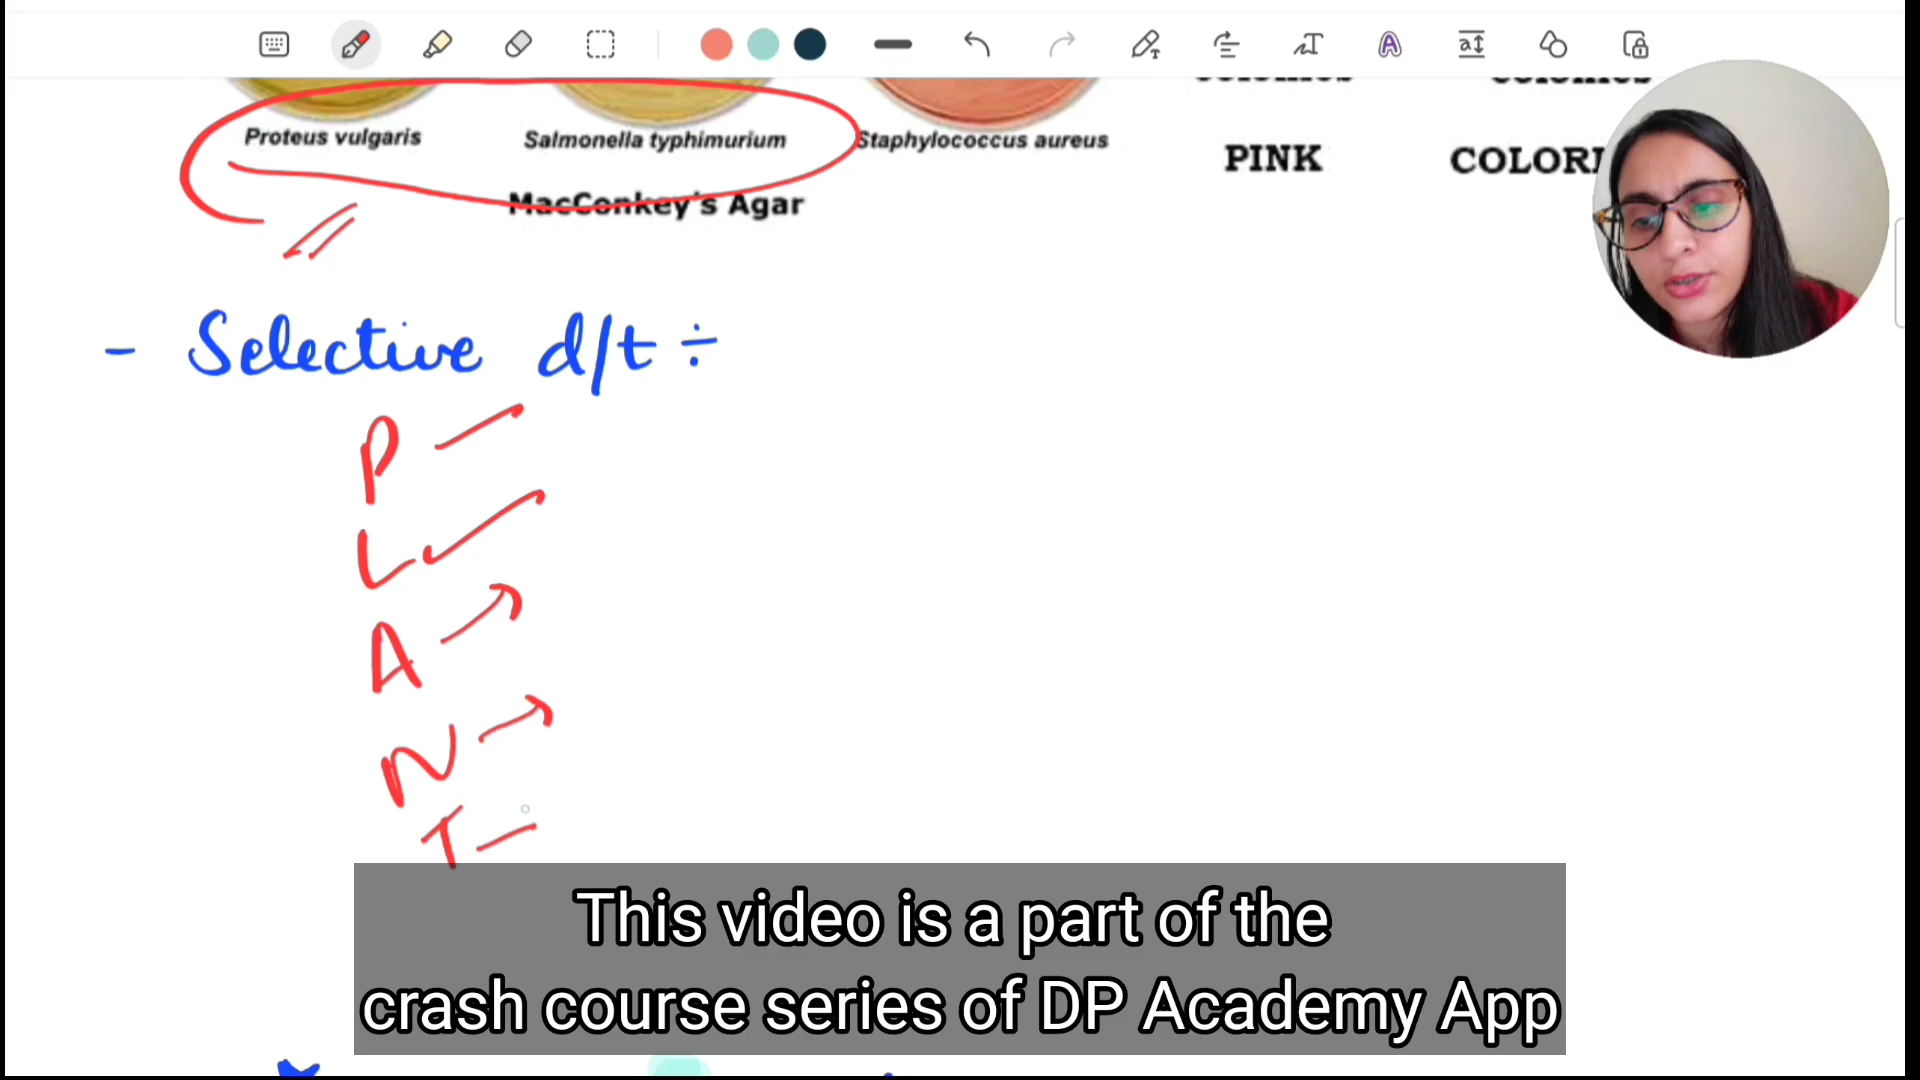 Proteus vulgaris Salmonella typhimurium Staphylococcus aureus
PINK
MacConkey's Agar
- Selective d/t ÷
P
L
A
N
T
This video is a part of the
crash course series of DP Academy App